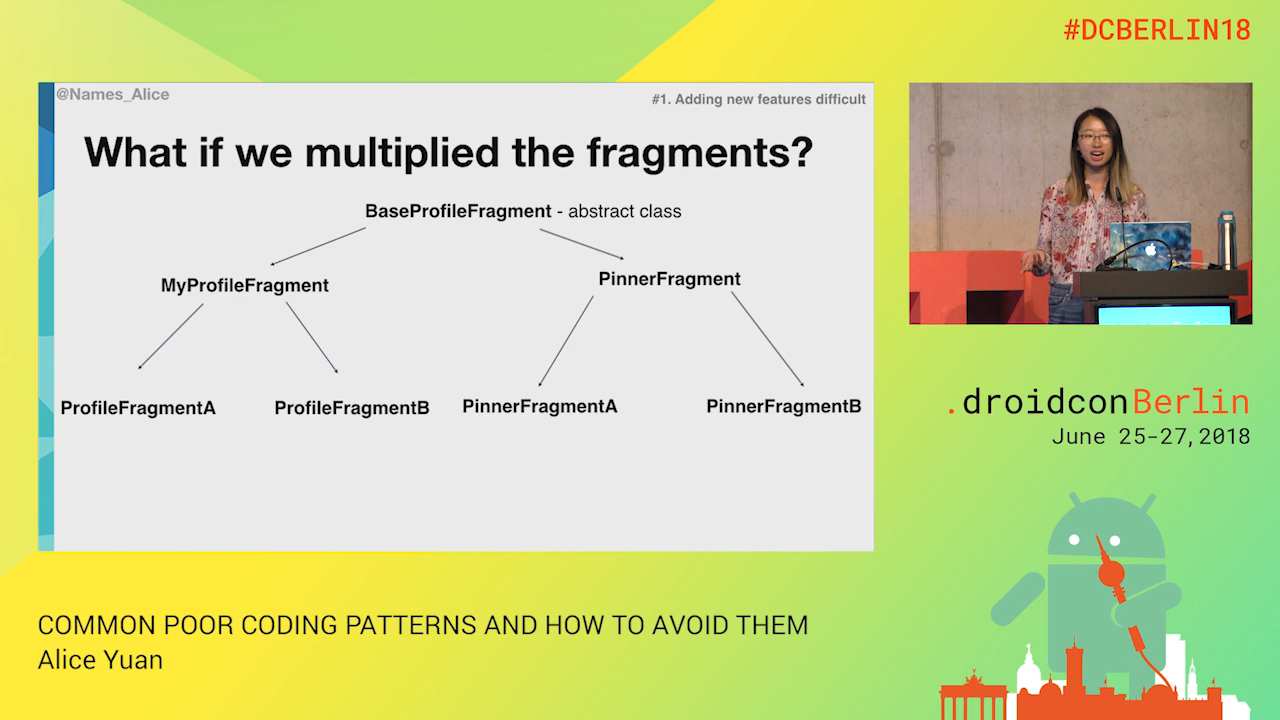 #DCBERLIN18
@Names_Alice
#1. Adding new features difficult
What if we multiplied the fragments?
BaseProfileFragment - abstract class
MyProfileFragment
PinnerFragment
ProfileFragmentA
ProfileFragmentB
PinnerFragmentA
PinnerFragmentB
.droidconBerlin
June 25-27, 2018
COMMON POOR CODING PATTERNS AND HOW TO AVOID THEM
Alice Yuan